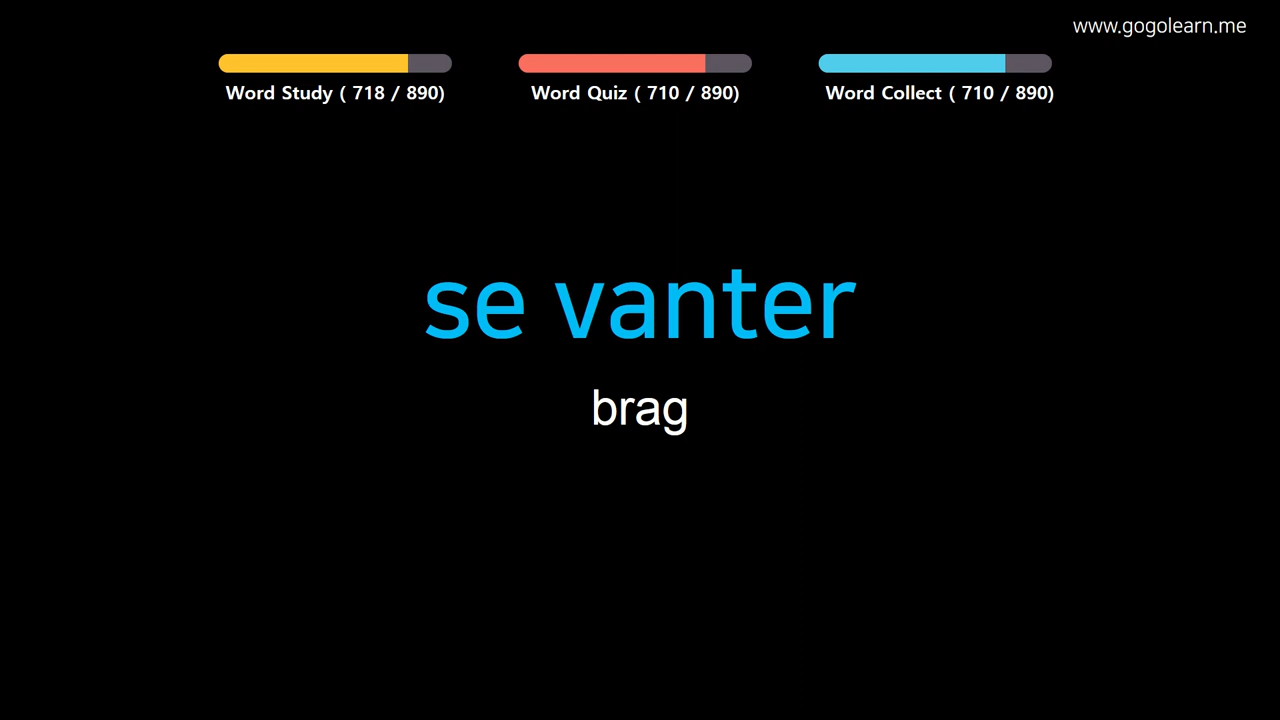 www.gogolearn.me
Word Study ( 718 / 890)
Word Quiz ( 710 / 890)
Word Collect ( 710 / 890)
se vanter
brag